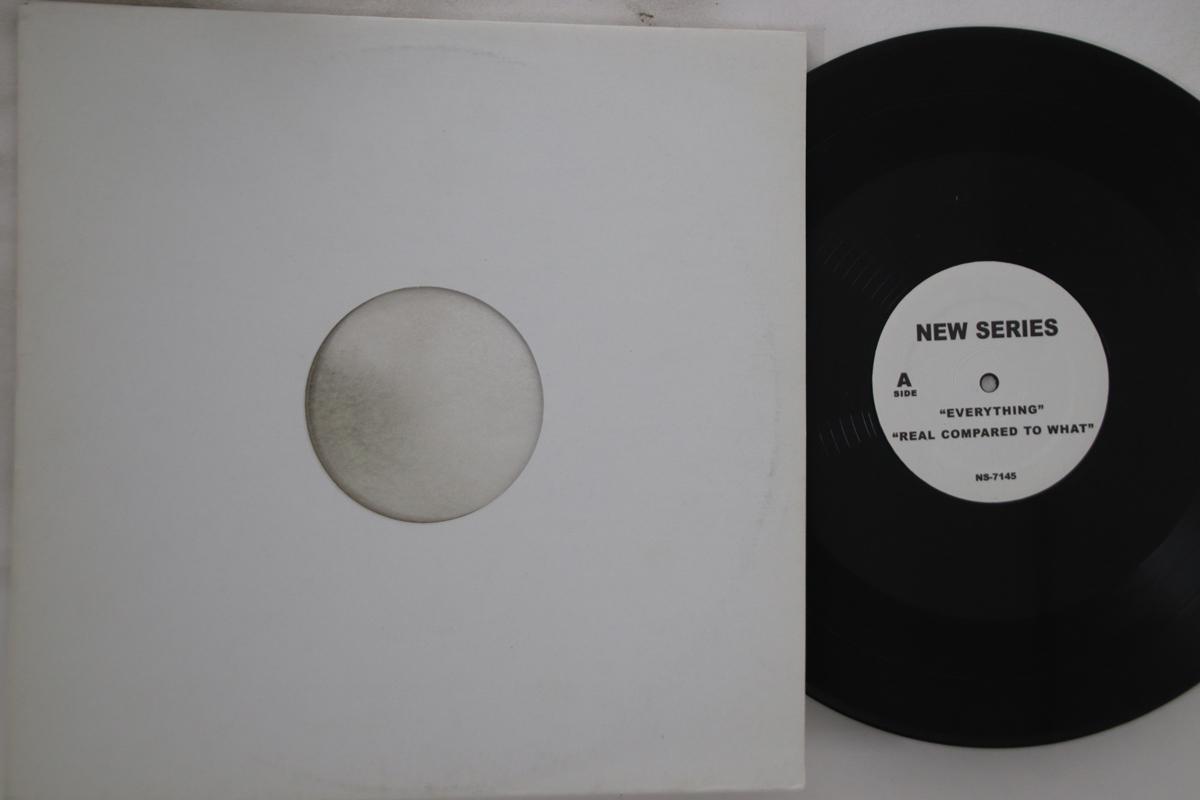 NEW SERIES
A
SIDE
“EVERYTHING”
“REAL COMPARED TO WHAT”
NS-7145